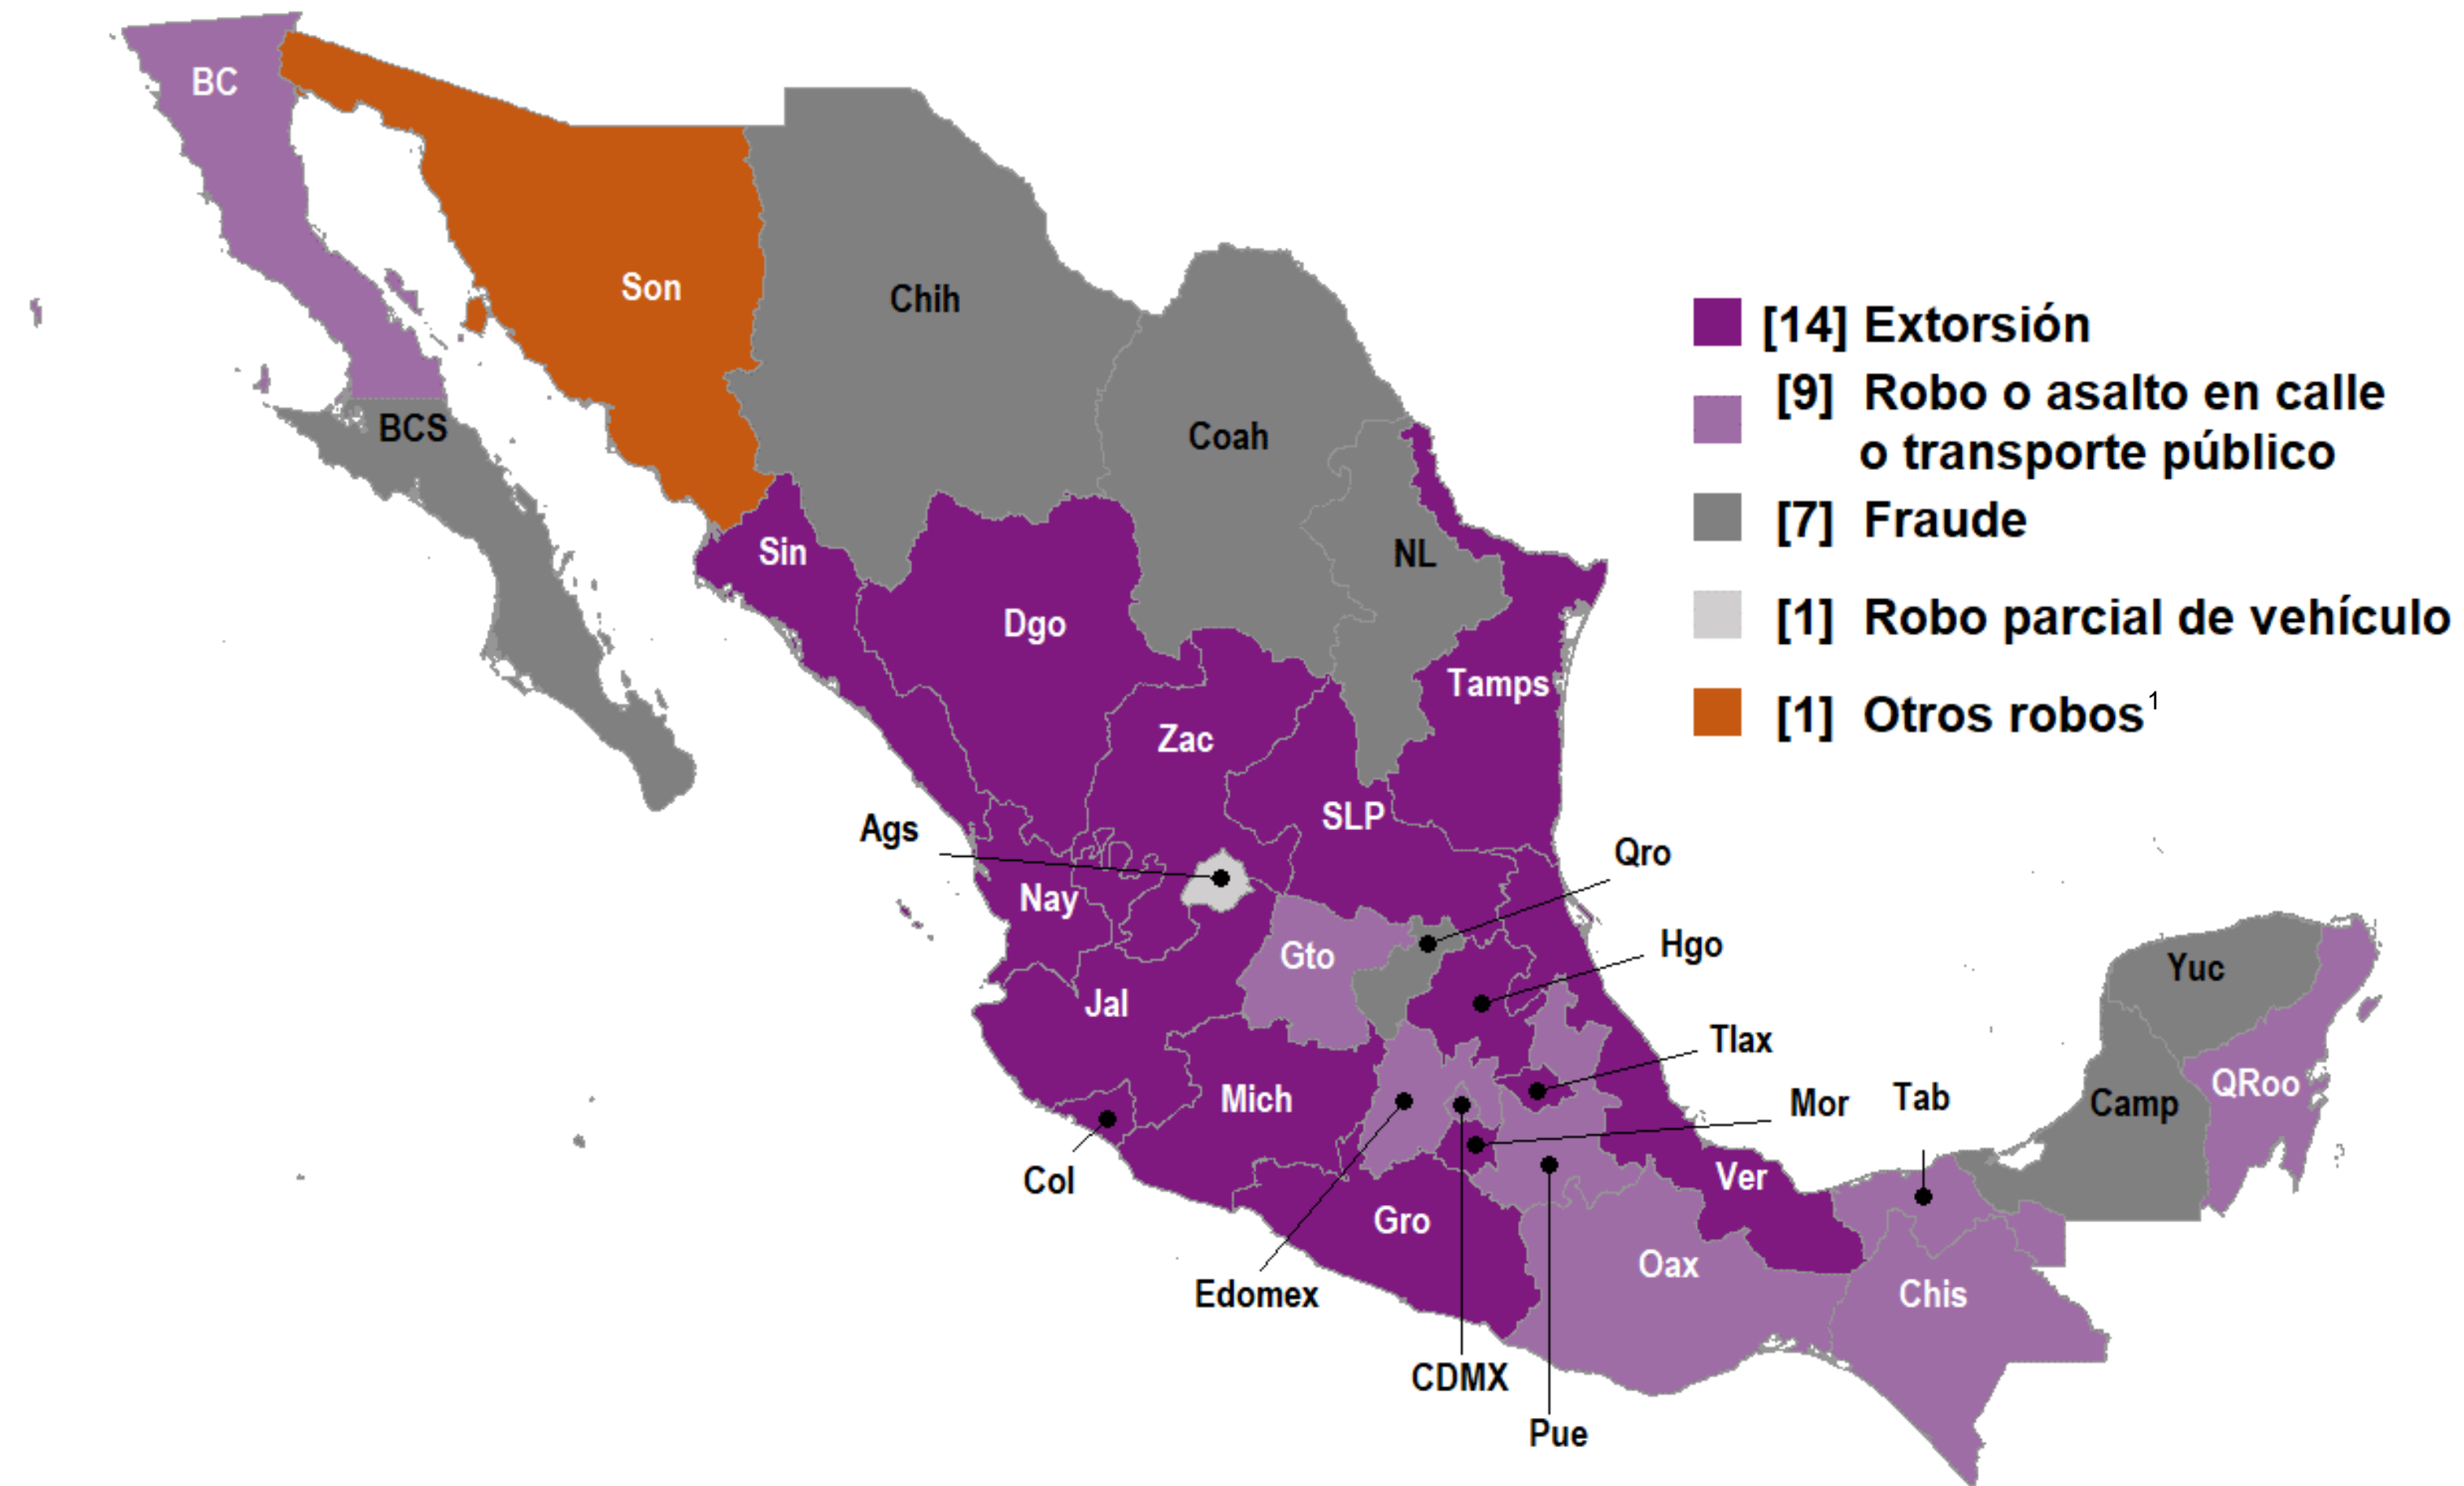 BC
Son
Chih
[14] Extorsión
[9] Robo o asalto en calle
o transporte público
BCS
Coah
[7] Fraude
Sin
NL
Dgo
[1] Robo parcial de vehículo
Tamps
[1] Otros robos¹
Zac
SLP
Ags
Qro
Nay
Hgo
Gto
Yuc
Jal
Tlax
QRoo
Mich
Mor
Tab
Camp
Col
Ver
Gro
Oax
Edomex
Chis
CDMX
Pue